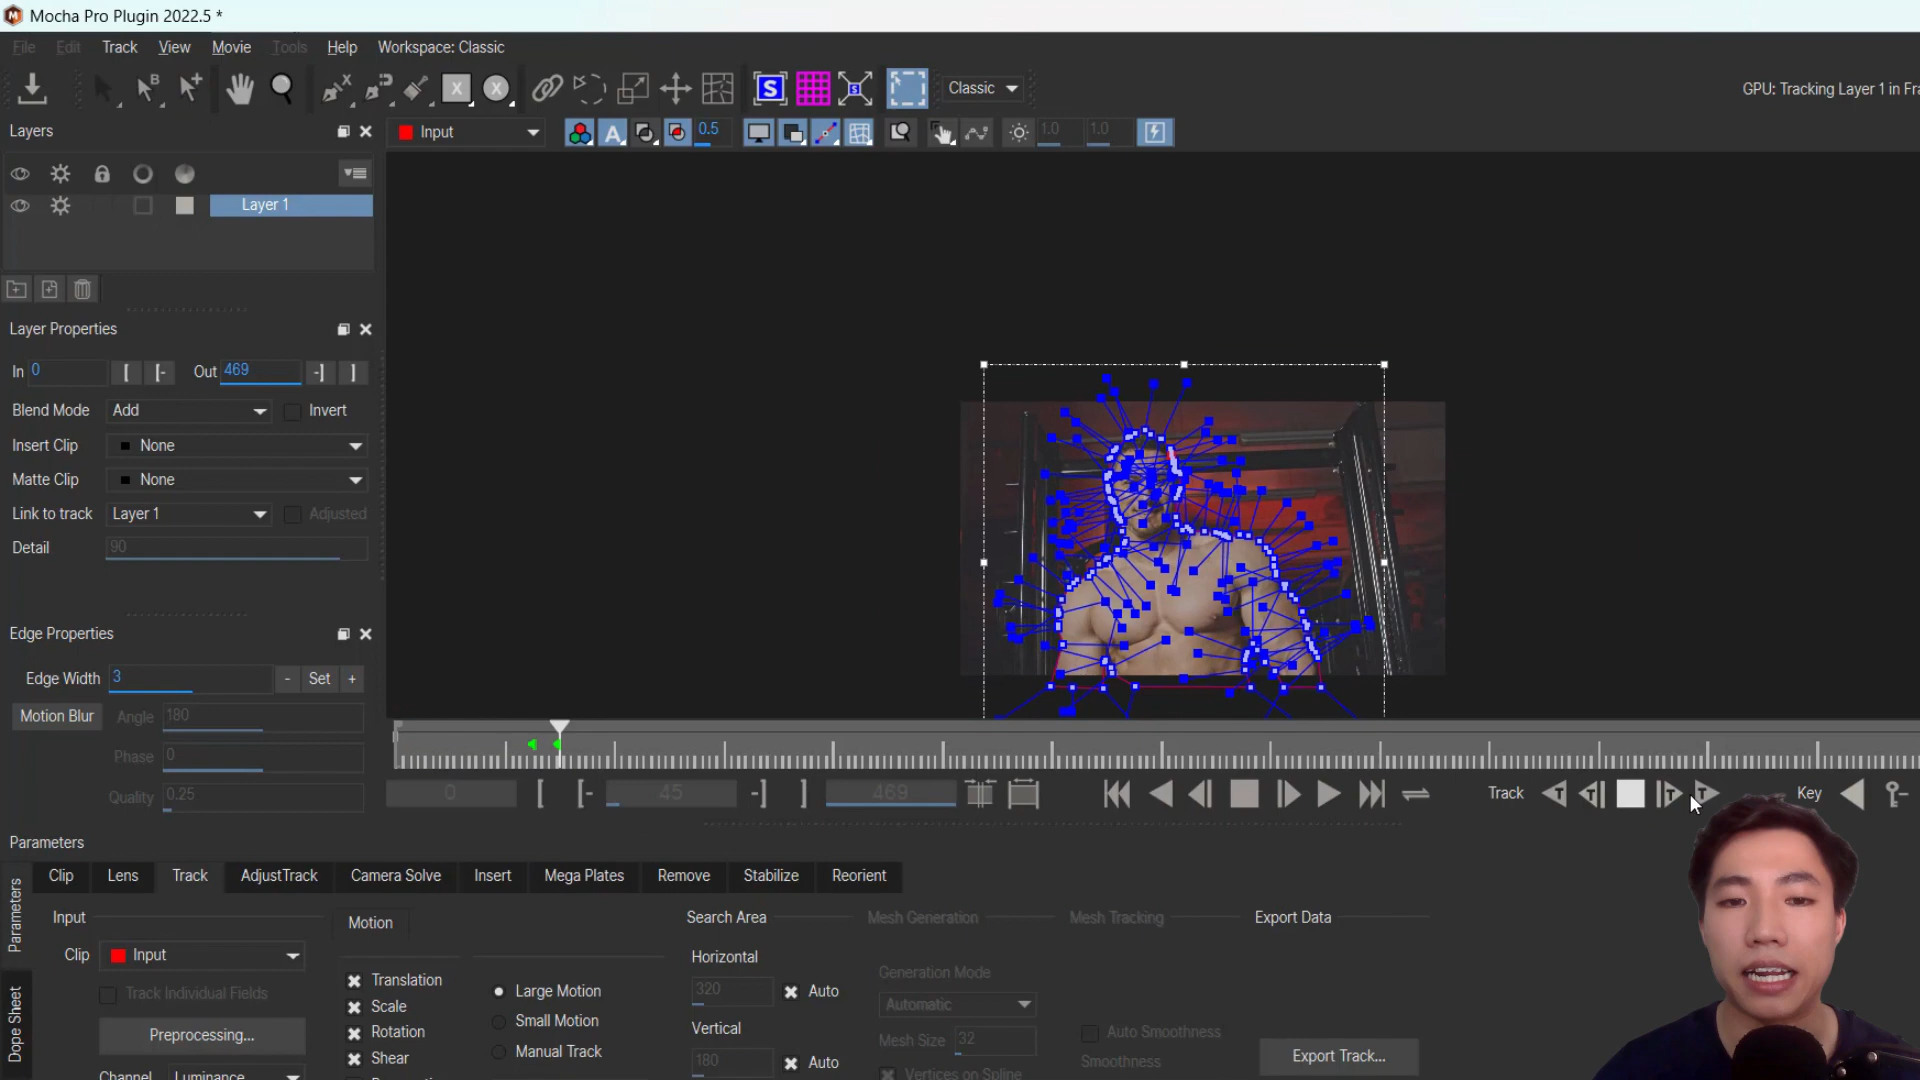 Mocha Pro Plugin 2022.5 *
File Edit Track View Movie Tools Help Workspace: Classic
Classic
GPU: Tracking Layer 1 in Fra
Layers
Input
0.5
1.0 1.0
Layer 1
Layer Properties
In 0 [ [- Out 469 -] ]
Blend Mode Add Invert
Insert Clip None
Matte Clip None
Link to track Layer 1 Adjusted
Detail 90
Edge Properties
Edge Width 3 - Set +
Motion Blur Angle 180
Phase 0
Quality 0.25
0 [ [- 45 -] ] 469
Track
Key
Parameters
Clip Lens Track AdjustTrack Camera Solve Insert Mega Plates Remove Stabilize Reorient
Parameters
Dope Sheet
Input
Clip Input
Track Individual Fields
Preprocessing...
Channel Luminance
Motion
Translation
Scale
Rotation
Shear
Large Motion
Small Motion
Manual Track
Search Area
Horizontal
320 Auto
Vertical
180 Auto
Mesh Generation
Generation Mode
Automatic
Mesh Size 32
Vertices on Spline
Mesh Tracking
Auto Smoothness
Smoothness
Export Data
Export Track...